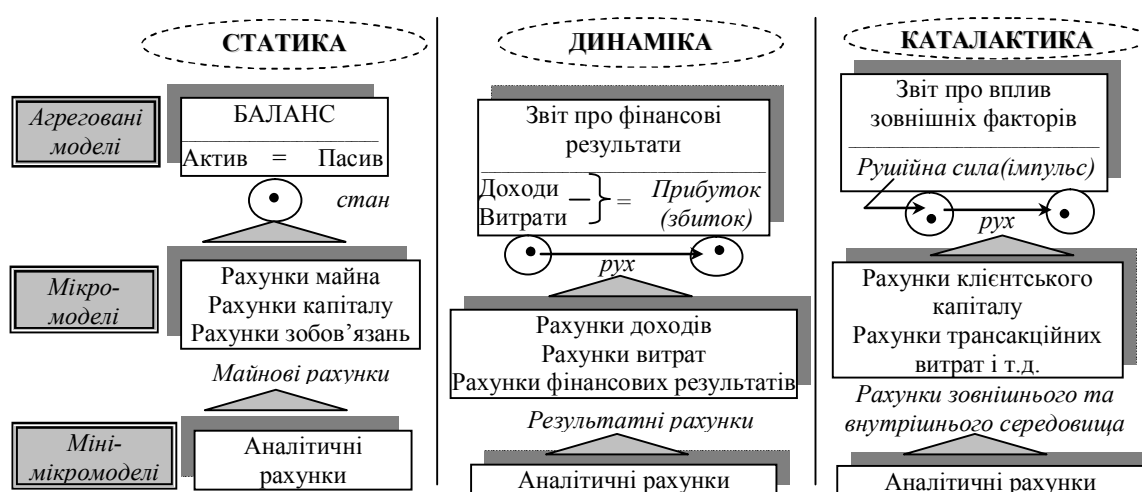 СТАТИКА
ДИНАМІКА
КАТАЛАКТИКА
Агреговані
моделі
БАЛАНС
Актив = Пасив
стан
Звіт про фінансові
результати
Доходи
Витрати
— } =
Прибуток
(збиток)
рух
Звіт про вплив
зовнішніх факторів
Рушійна сила(імпульс)
рух
Мікро-
моделі
Рахунки майна
Рахунки капіталу
Рахунки зобов’язань
Майнові рахунки
Рахунки доходів
Рахунки витрат
Рахунки фінансових результатів
Результатні рахунки
Рахунки клієнтського
капіталу
Рахунки трансакційних
витрат і т.д.
Рахунки зовнішнього та
внутрішнього середовища
Міні-
мікромоделі
Аналітичні
рахунки
Аналітичні рахунки
Аналітичні рахунки